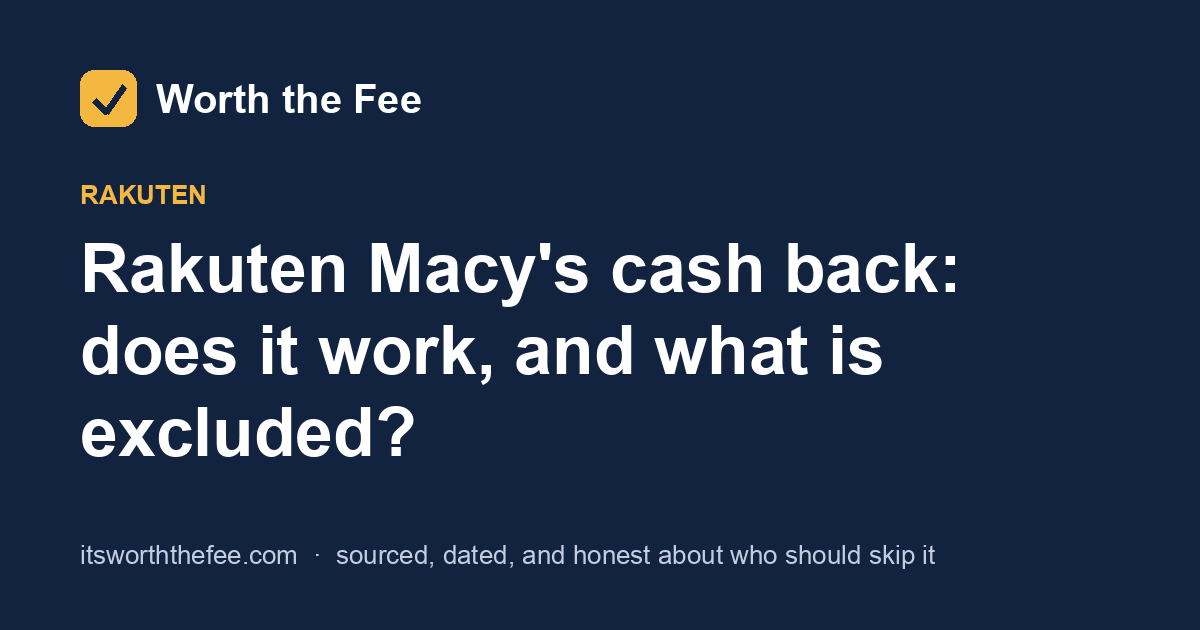 Worth the Fee
RAKUTEN
Rakuten Macy's cash back:
does it work, and what is
excluded?
itsworththefee.com · sourced, dated, and honest about who should skip it